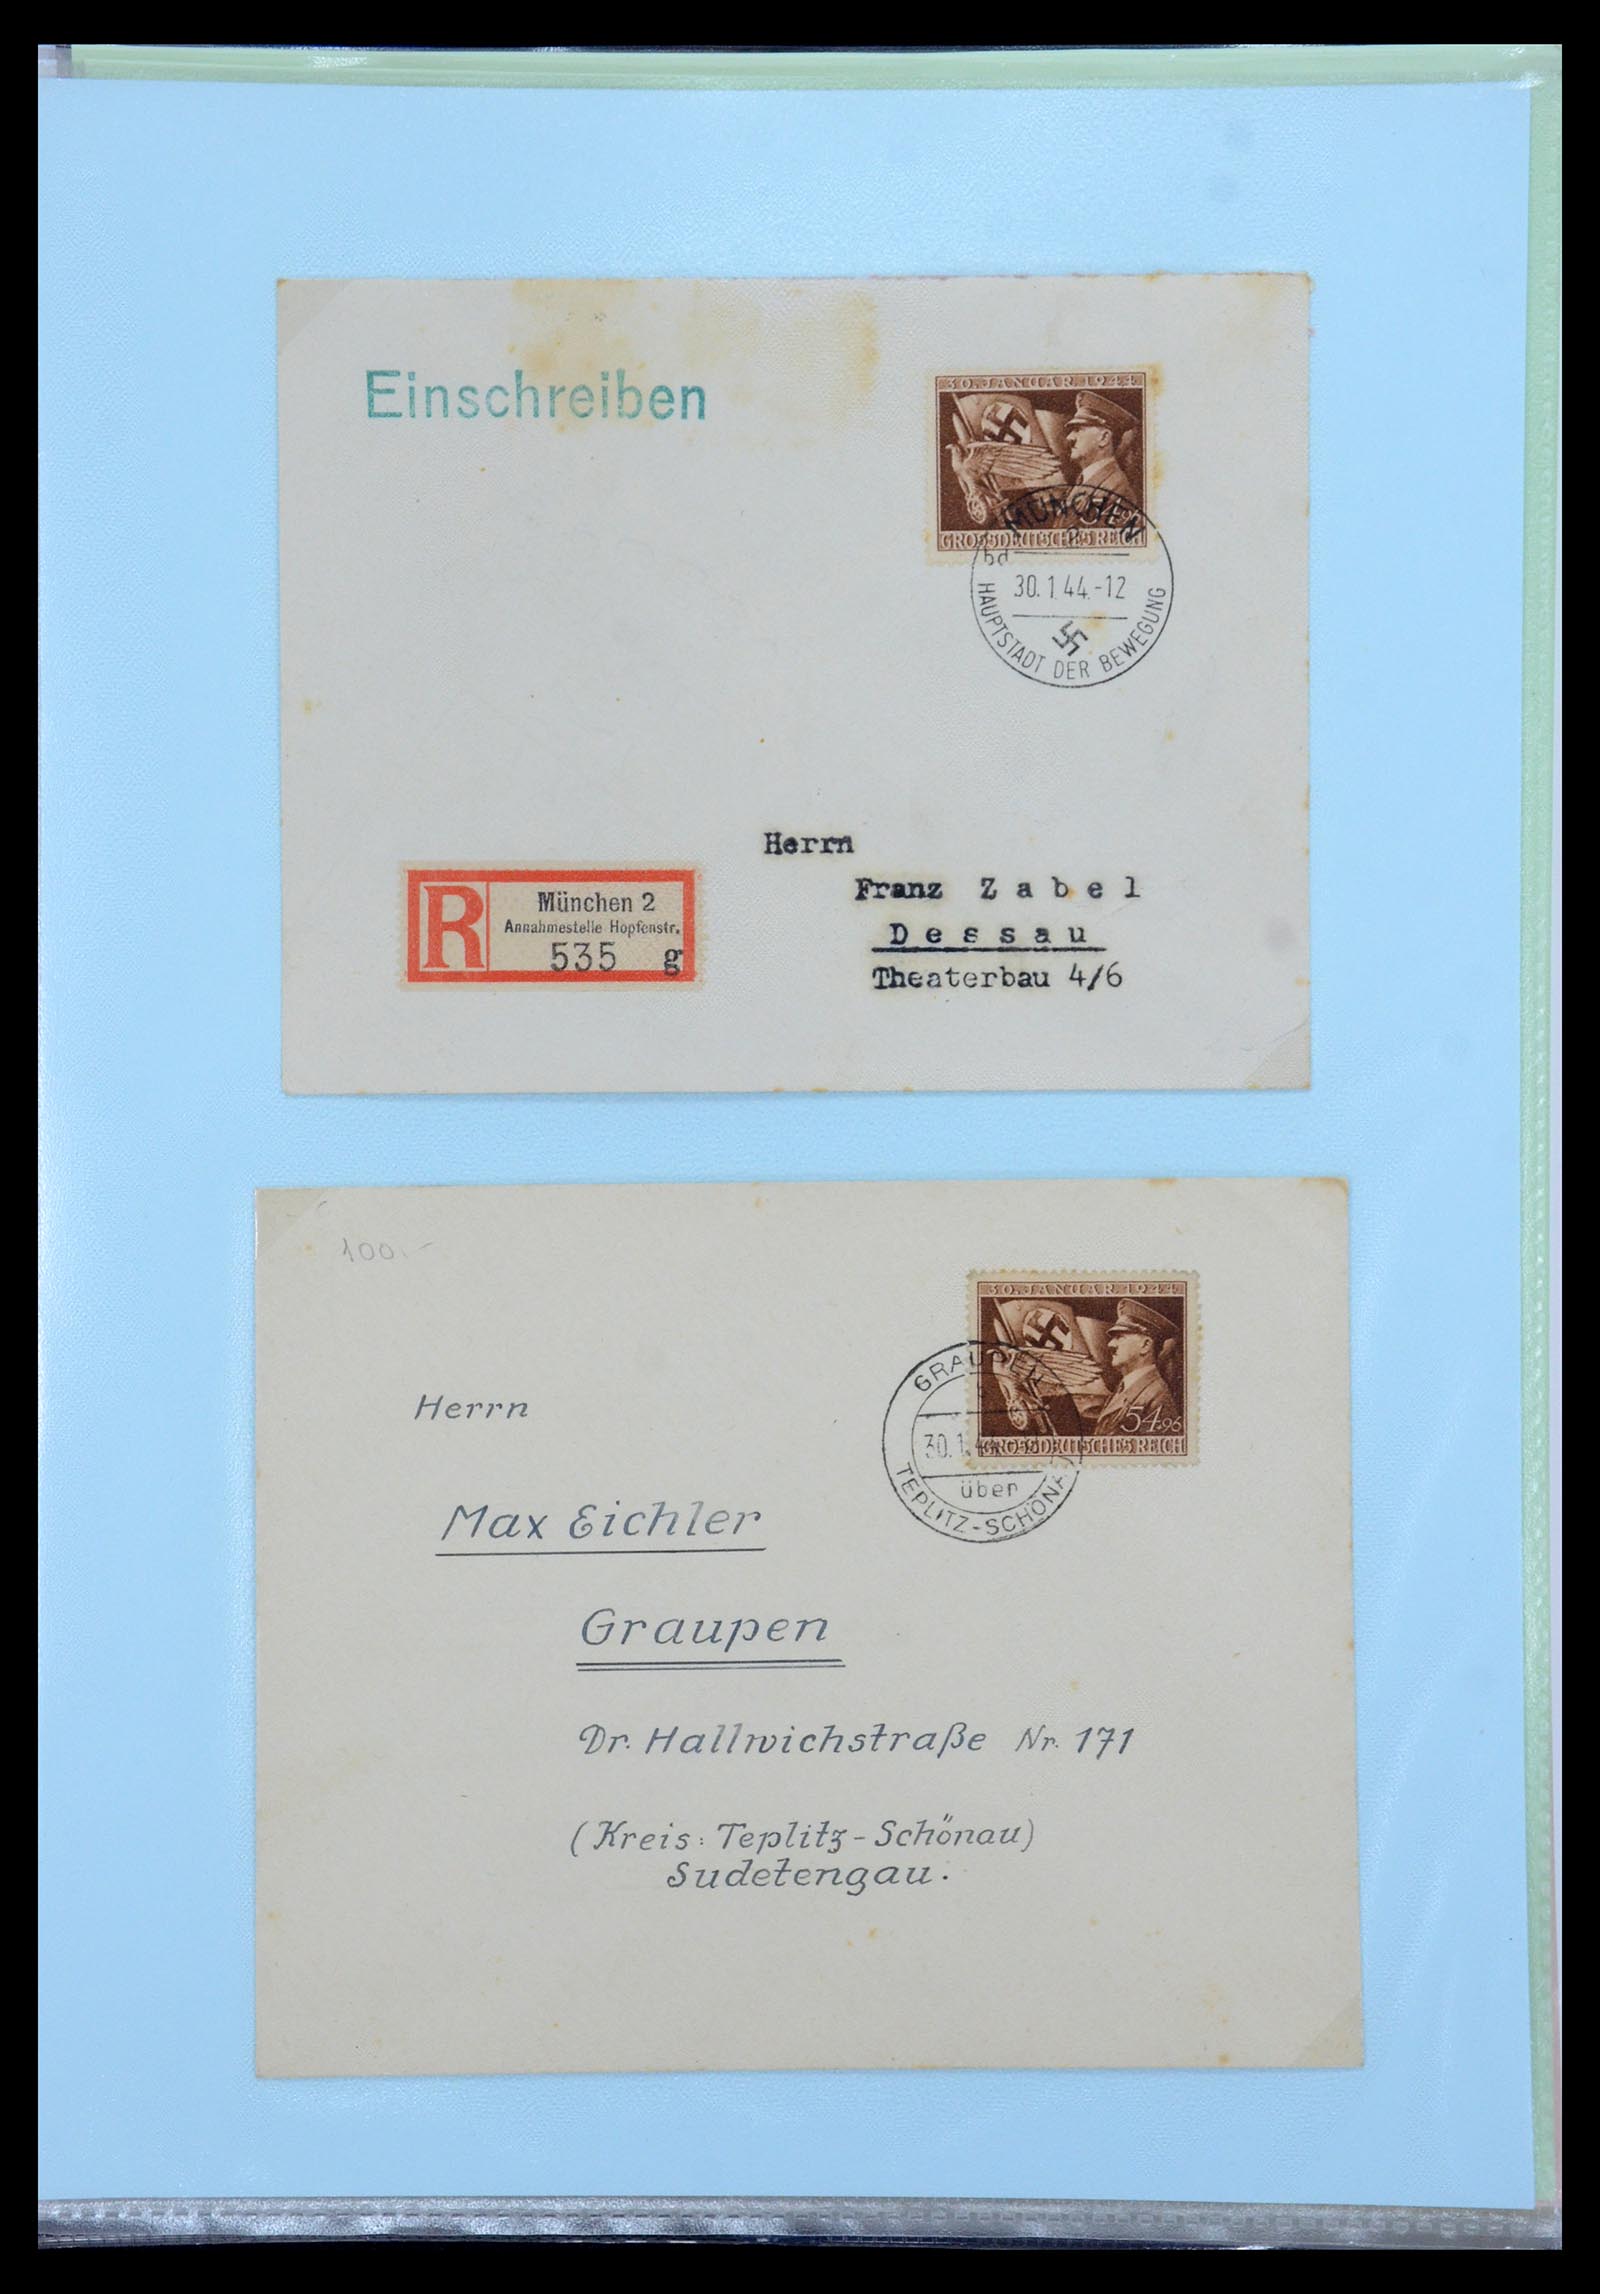 Einschreiben
30. JANUAR 1944
GROSSDEUTSCHES REICH
MÜNCHEN
2
bd
30.1.44.-12
HAUPTSTADT DER BEWEGUNG
Herrn
Franz Zabel
Dessau
Theaterbau 4/6
R
München 2
Annahmestelle Hopfenstr.
535 g
100.-
30. JANUAR 1944
54+96
GROSSDEUTSCHES REICH
GRAUPEN
30.1.
über
TEPLITZ-SCHÖNAU
Herrn
Max Eichler
Graupen
Dr. Hallwichstraße Nr. 171
(Kreis: Teplitz-Schönau)
Sudetengau.